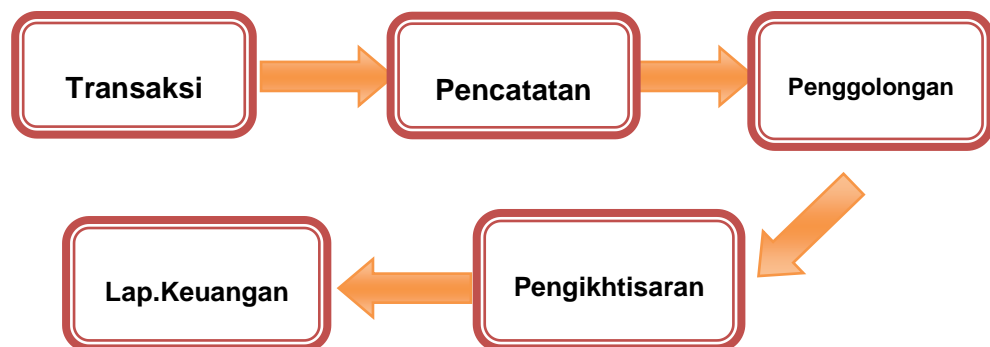 Transaksi
Pencatatan
Penggolongan
Pengikhtisaran
Lap.Keuangan